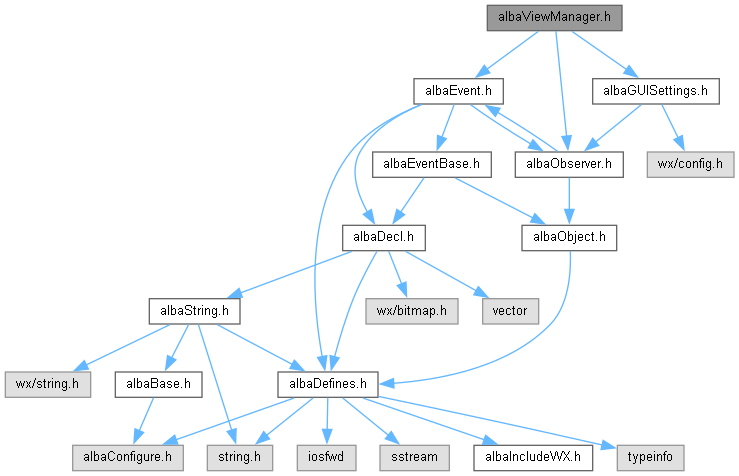 albaViewManager.h
albaEvent.h
albaGUISettings.h
albaEventBase.h
albaObserver.h
wx/config.h
albaDecl.h
albaObject.h
albaString.h
wx/bitmap.h
vector
wx/string.h
albaBase.h
albaDefines.h
albaConfigure.h
string.h
iosfwd
sstream
albaIncludeWX.h
typeinfo